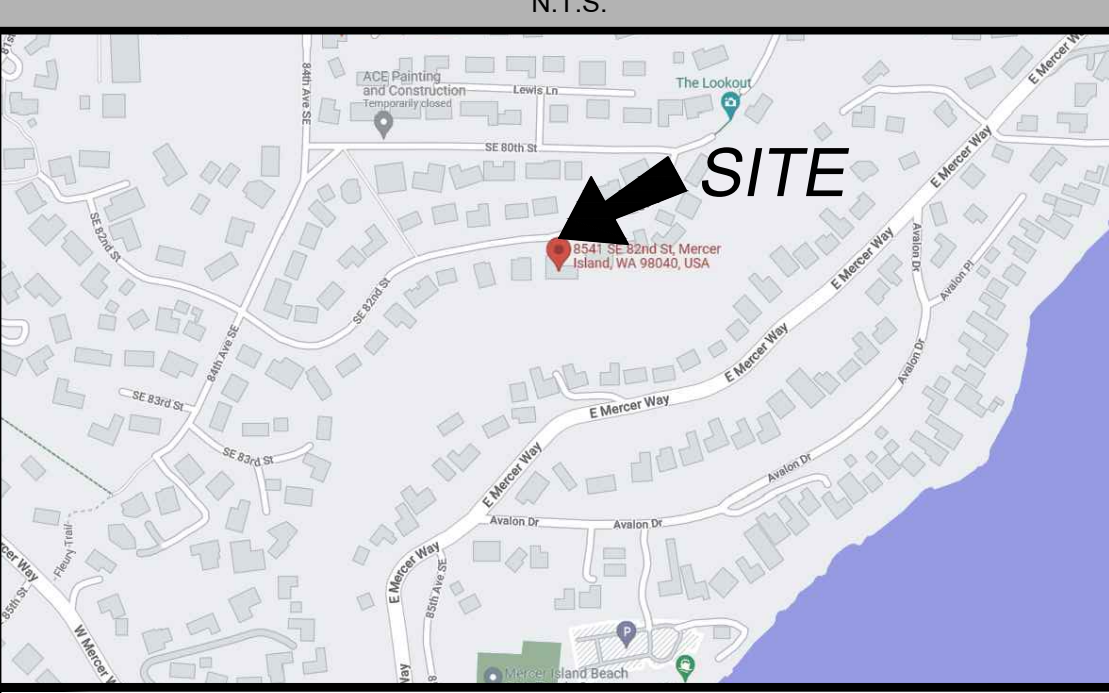 N.T.S.
81st
84th Ave SE
ACE Painting
and Construction
Temporarily closed
Lewis Ln
The Lookout
E Mercer W
SE 80th St
SITE
E Mercer Way
SE 82nd St
8541 SE 82nd St, Mercer
Island, WA 98040, USA
Avalon Dr
E Mercer Way
Avalon Pl
SE 82nd St
84th Ave SE
E Mercer Way
Avalon Dr
SE 83rd St
E Mercer Way
SE 83rd St
Avalon Dr
E Mercer Way
Avalon Dr
Avalon Dr
Fleury Trail
cer Way
E Mercer Way
85th Ave SE
85th St
W Mercer W
P
Way
8
Mercer Island Beach